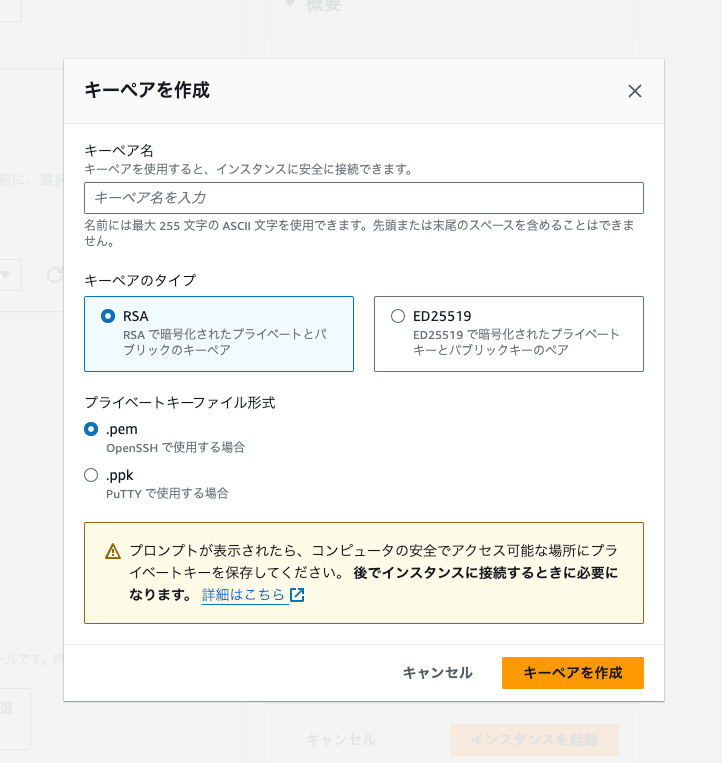 概要
キーペアを作成
キーペア名
前に、選択
キーペアを使用すると、インスタンスに安全に接続できます。
キーペア名を入力
名前には最大 255 文字の ASCII 文字を使用できます。先頭または末尾のスペースを含めることはできま
せん。
キーペアのタイプ
RSA
RSA で暗号化されたプライベートとパ
ブリックのキーペア
ED25519
ED25519 で暗号化されたプライベート
キーとパブリックキーのペア
プライベートキーファイル形式
.pem
OpenSSH で使用する場合
.ppk
PuTTY で使用する場合
プロンプトが表示されたら、コンピュータの安全でアクセス可能な場所にプラ
イベートキーを保存してください。 後でインスタンスに接続するときに必要に
なります。 詳細はこちら
ールです。特
キャンセル
キーペアを作成
選
キャンセル
インスタンスを起動